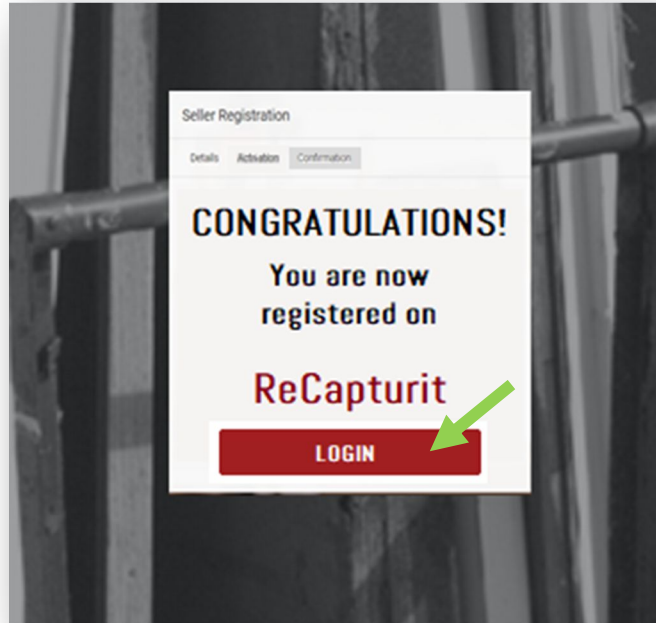 Seller Registration
Details Activation Confirmation
CONGRATULATIONS!
You are now
registered on
ReCapturit
LOGIN